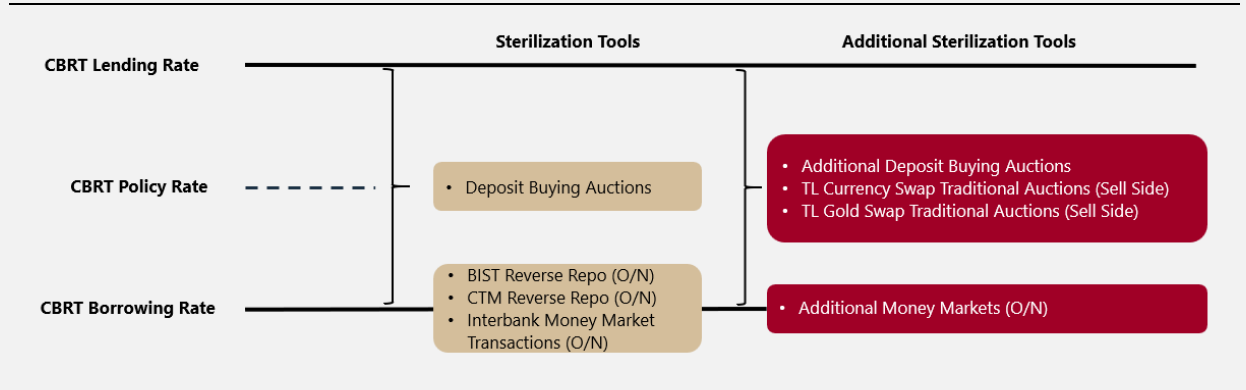 Sterilization Tools
Additional Sterilization Tools
CBRT Lending Rate
CBRT Policy Rate
• Deposit Buying Auctions
• Additional Deposit Buying Auctions
• TL Currency Swap Traditional Auctions (Sell Side)
• TL Gold Swap Traditional Auctions (Sell Side)
CBRT Borrowing Rate
• BIST Reverse Repo (O/N)
• CTM Reverse Repo (O/N)
• Interbank Money Market
Transactions (O/N)
• Additional Money Markets (O/N)